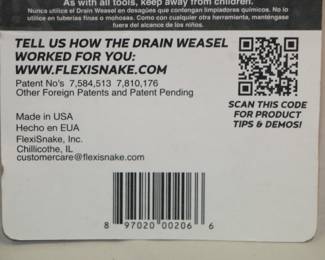 As with all tools, keep away from children.
Nunca utilice el Drain Weasel en desagües que contengan limpiadores químicos. No lo
utilice en tuberías finas o mohosas. Como con cualquier otra herramienta, manténgase
fuera del alcance de los niños.
TELL US HOW THE DRAIN WEASEL
WORKED FOR YOU:
WWW.FLEXISNAKE.COM
Patent No's 7,584,513 7,810,176
Other Foreign Patents and Patent Pending
SCAN THIS CODE
FOR PRODUCT
TIPS & DEMOS!
Made in USA
Hecho en EUA
FlexiSnake, Inc.
Chillicothe, IL
customercare@flexisnake.com
8 97020 00206 6